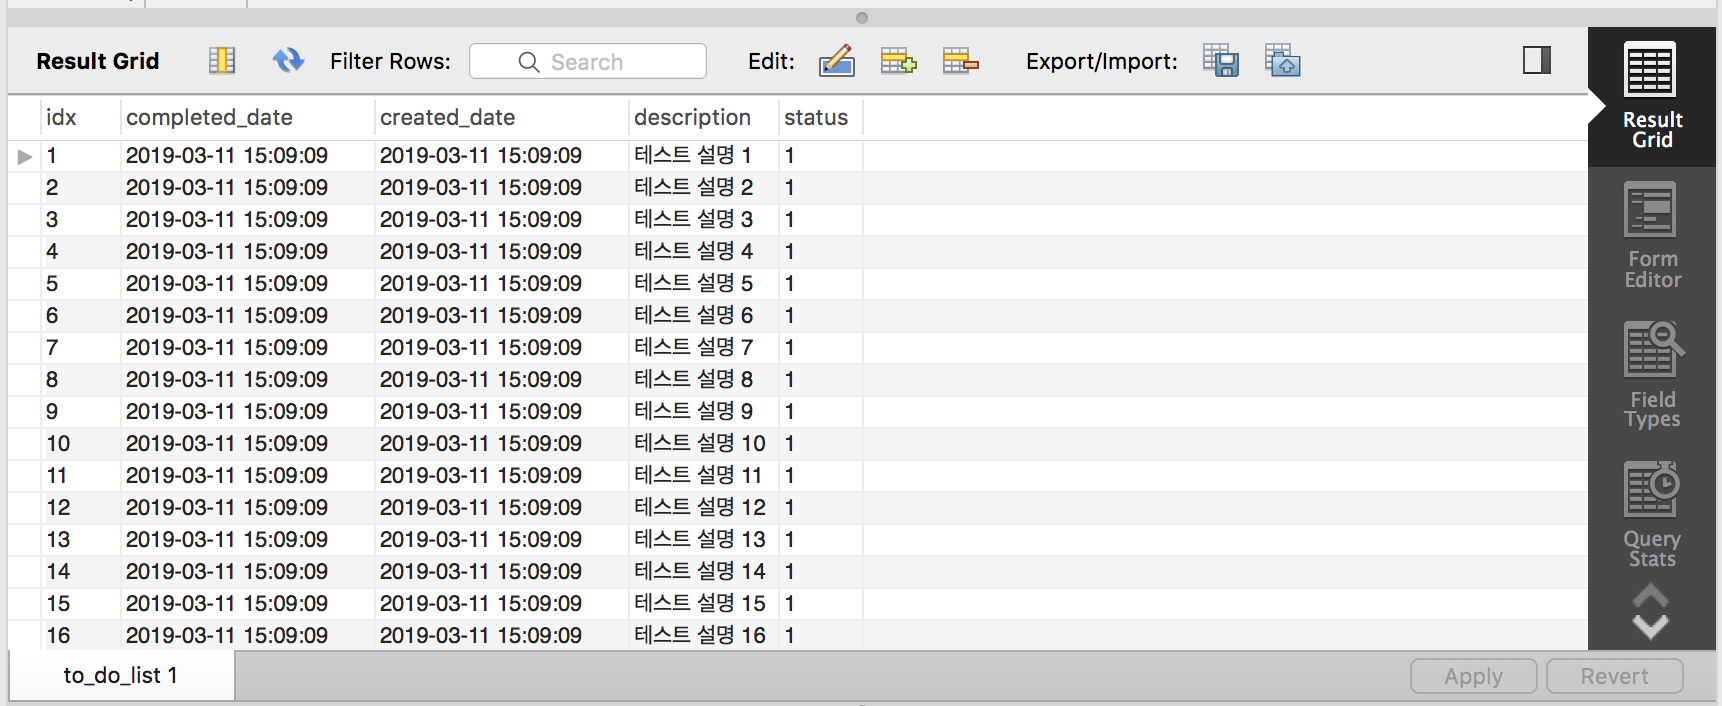 Result Grid Filter Rows: Search Edit: Export/Import:
idx completed_date created_date description status
1 2019-03-11 15:09:09 2019-03-11 15:09:09 테스트 설명 1 1
2 2019-03-11 15:09:09 2019-03-11 15:09:09 테스트 설명 2 1
3 2019-03-11 15:09:09 2019-03-11 15:09:09 테스트 설명 3 1
4 2019-03-11 15:09:09 2019-03-11 15:09:09 테스트 설명 4 1
5 2019-03-11 15:09:09 2019-03-11 15:09:09 테스트 설명 5 1
6 2019-03-11 15:09:09 2019-03-11 15:09:09 테스트 설명 6 1
7 2019-03-11 15:09:09 2019-03-11 15:09:09 테스트 설명 7 1
8 2019-03-11 15:09:09 2019-03-11 15:09:09 테스트 설명 8 1
9 2019-03-11 15:09:09 2019-03-11 15:09:09 테스트 설명 9 1
10 2019-03-11 15:09:09 2019-03-11 15:09:09 테스트 설명 10 1
11 2019-03-11 15:09:09 2019-03-11 15:09:09 테스트 설명 11 1
12 2019-03-11 15:09:09 2019-03-11 15:09:09 테스트 설명 12 1
13 2019-03-11 15:09:09 2019-03-11 15:09:09 테스트 설명 13 1
14 2019-03-11 15:09:09 2019-03-11 15:09:09 테스트 설명 14 1
15 2019-03-11 15:09:09 2019-03-11 15:09:09 테스트 설명 15 1
16 2019-03-11 15:09:09 2019-03-11 15:09:09 테스트 설명 16 1
Result
Grid
Form
Editor
Field
Types
Query
Stats
to_do_list 1 Apply Revert